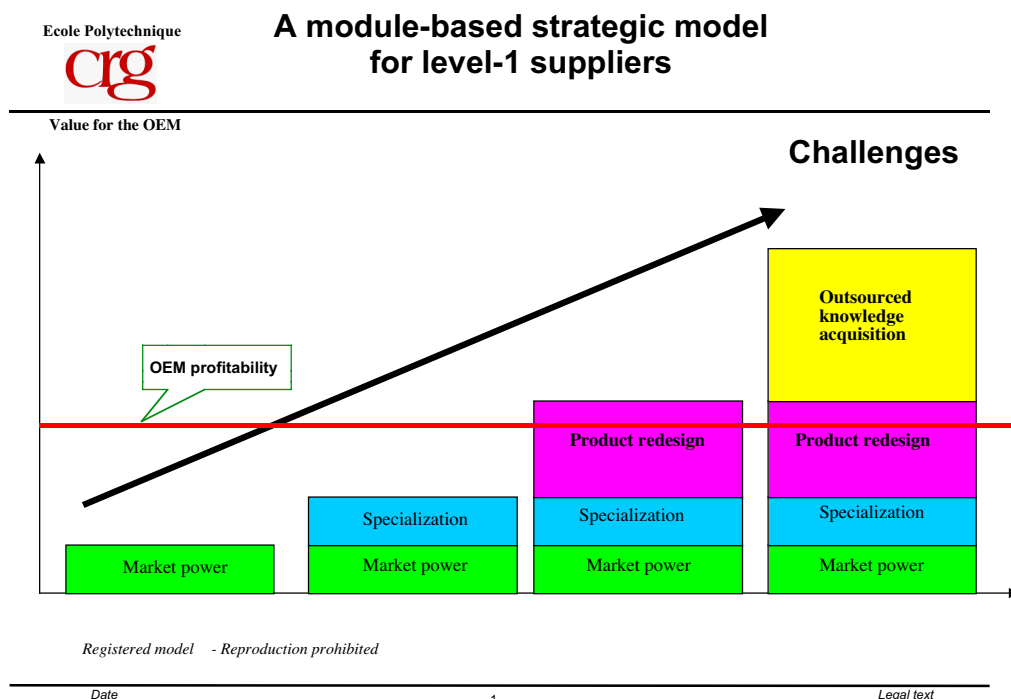 Ecole Polytechnique
crg
A module-based strategic model
for level-1 suppliers
Value for the OEM
Challenges
OEM profitability
Outsourced
knowledge
acquisition
Product redesign
Product redesign
Specialization
Specialization
Specialization
Market power
Market power
Market power
Market power
Registered model - Reproduction prohibited
Date
1
Legal text